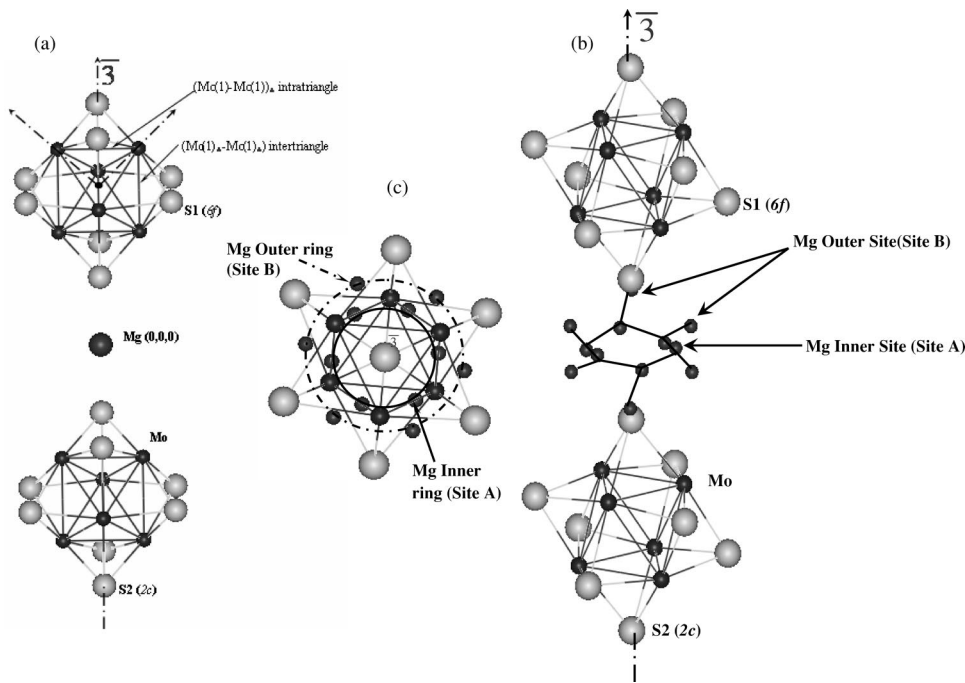 (a)
3
(Mo(1)-Mo(1))▲ intratriangle
(Mo(1)▲-Mo(1)▲) intertriangle
S1 (6f)
Mg (0,0,0)
Mo
S2 (2c)
(c)
Mg Outer ring
(Site B)
3
Mg Inner
ring (Site A)
(b)
3
S1 (6f)
Mg Outer Site(Site B)
Mg Inner Site (Site A)
Mo
S2 (2c)